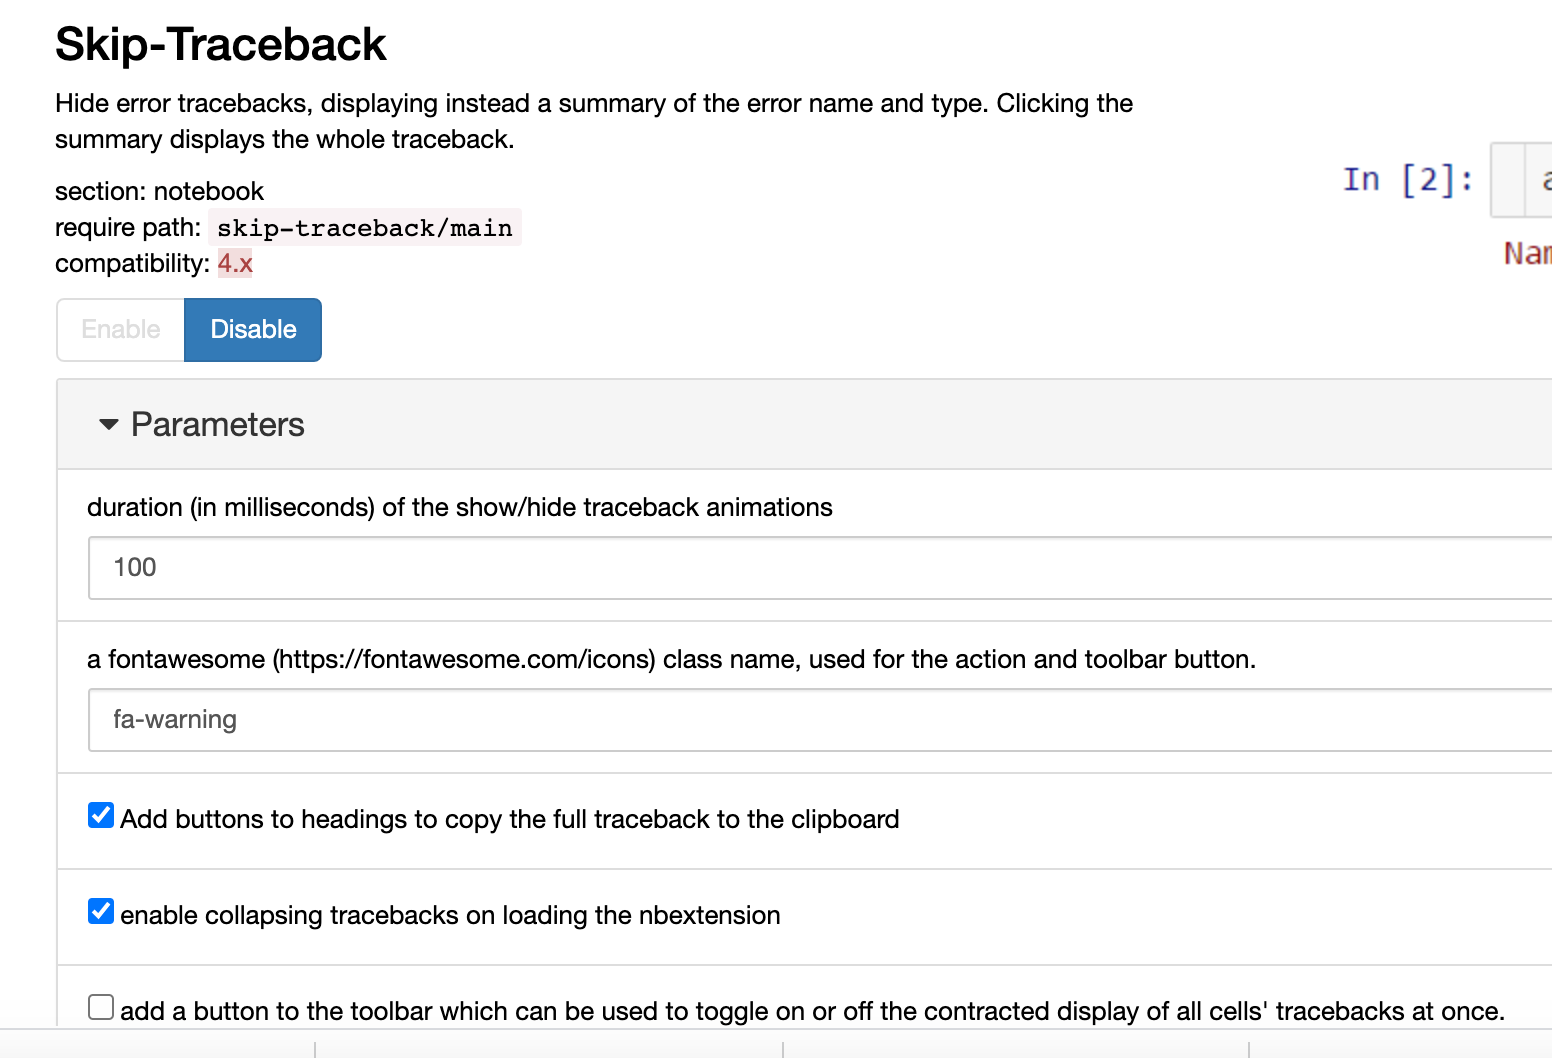 Skip-Traceback
Hide error tracebacks, displaying instead a summary of the error name and type. Clicking the
summary displays the whole traceback.
section: notebook
require path: skip-traceback/main
compatibility: 4.x
In [2]:
Enable Disable
Parameters
duration (in milliseconds) of the show/hide traceback animations
100
a fontawesome (https://fontawesome.com/icons) class name, used for the action and toolbar button.
fa-warning
Add buttons to headings to copy the full traceback to the clipboard
enable collapsing tracebacks on loading the nbextension
add a button to the toolbar which can be used to toggle on or off the contracted display of all cells' tracebacks at once.